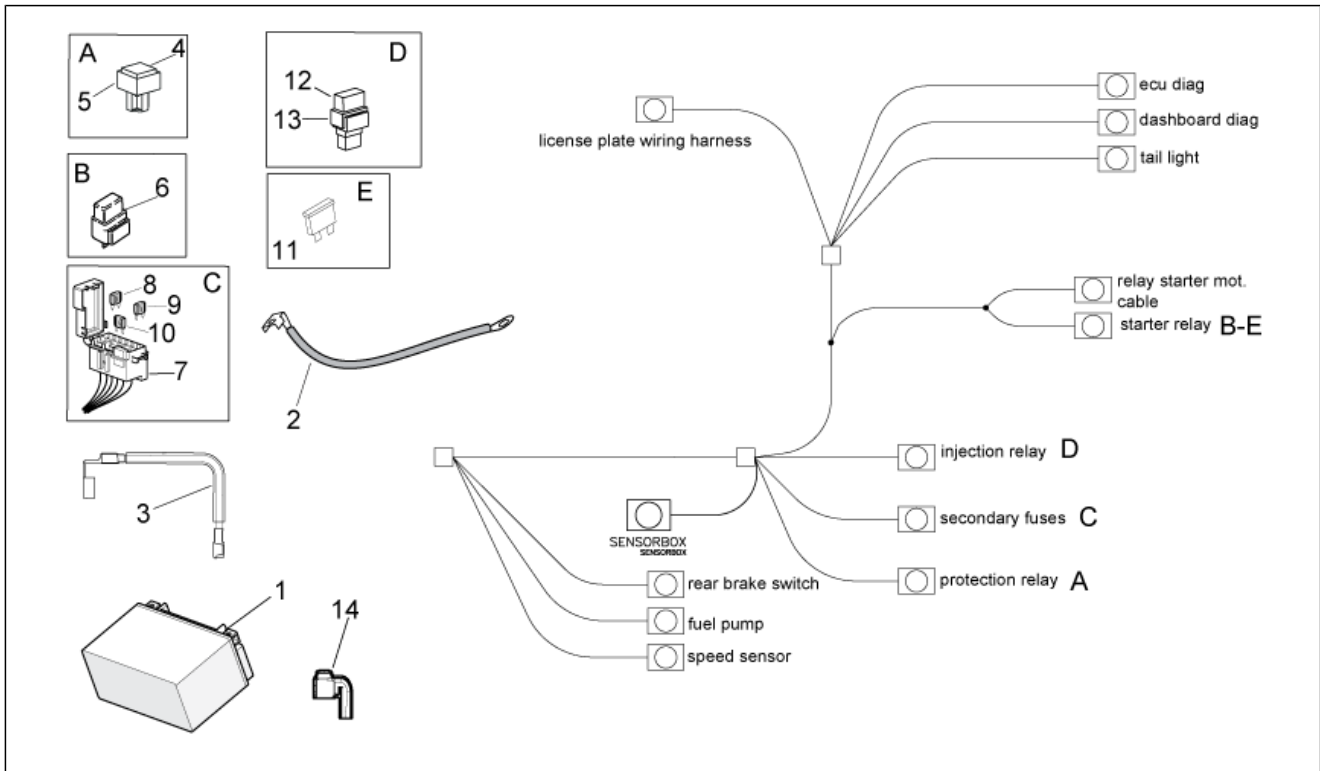 A
4
5
B
6
C
8
9
10
7
D
12
13
E
11
2
3
1
14
license plate wiring harness
ecu diag
dashboard diag
tail light
relay starter mot.
cable
starter relay B-E
injection relay D
secondary fuses C
protection relay A
SENSORBOX
SENSORBOX
rear brake switch
fuel pump
speed sensor